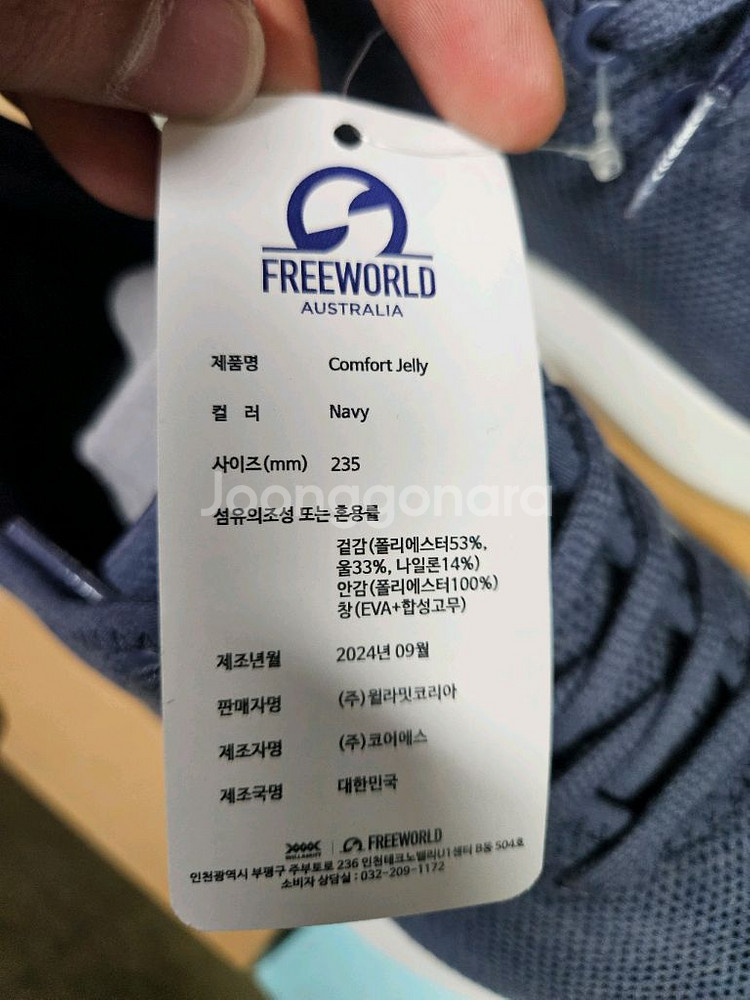 FREEWORLD
AUSTRALIA
제품명 Comfort Jelly
컬 러 Navy
사이즈(mm) 235
Joonggonara
섬유의조성 또는 혼용률
겉감(폴리에스터53%,
울33%, 나일론14%)
안감(폴리에스터100%)
창(EVA+합성고무)
제조년월 2024년 09월
판매자명 (주)윌라밋코리아
제조자명 (주)코이에스
제조국명 대한민국
FREEWORLD
인천광역시 부평구 주부토로 236 인천테크노밸리U1센터 B동 504호
소비자 상담실 : 032-209-1172